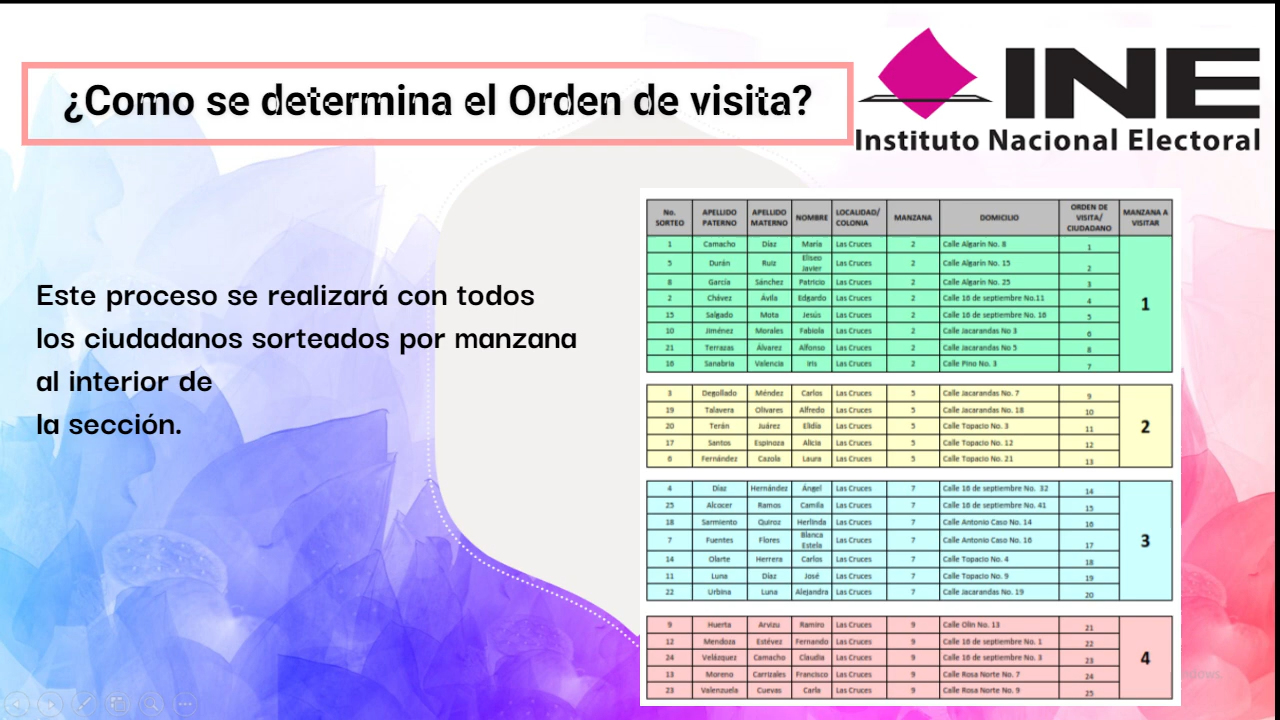 ¿Como se determina el Orden de visita?
INE
Instituto Nacional Electoral
Este proceso se realizará con todos
los ciudadanos sorteados por manzana
al interior de
la sección.
No. SORTEO APELLIDO PATERNO APELLIDO MATERNO NOMBRE LOCALIDAD/ COLONIA MANZANA DOMICILIO ORDEN DE VISITA/ CIUDADANO MANZANA A VISITAR
1 Camacho Díaz María Las Cruces 2 Calle Algarín No. 8 1
5 Durán Ruiz Eliseo Javier Las Cruces 2 Calle Algarín No. 15 2
8 García Sánchez Patricio Las Cruces 2 Calle Algarín No. 25 3
2 Chávez Ávila Edgardo Las Cruces 2 Calle 16 de septiembre No.11 4
15 Salgado Mota Jesús Las Cruces 2 Calle 16 de septiembre No. 16 5
10 Jiménez Morales Fabiola Las Cruces 2 Calle Jacarandas No 3 6
21 Terrazas Álvarez Alfonso Las Cruces 2 Calle Jacarandas No 5 8
16 Sanabria Valencia Iris Las Cruces 2 Calle Pino No. 3 7
1
3 Degollado Méndez Carlos Las Cruces 5 Calle Jacarandas No. 7 9
19 Talavera Olivares Alfredo Las Cruces 5 Calle Jacarandas No. 18 10
20 Terán Juárez Elidía Las Cruces 5 Calle Topacio No. 3 11
17 Santos Espinoza Alicia Las Cruces 5 Calle Topacio No. 12 12
6 Fernández Cazola Laura Las Cruces 5 Calle Topacio No. 21 13
2
4 Díaz Hernández Ángel Las Cruces 7 Calle 16 de septiembre No. 32 14
25 Alcocer Ramos Camila Las Cruces 7 Calle 16 de septiembre No. 41 15
18 Sarmiento Quiroz Herlinda Las Cruces 7 Calle Antonio Caso No. 14 16
7 Fuentes Flores Blanca Estela Las Cruces 7 Calle Antonio Caso No. 16 17
14 Olarte Herrera Carlos Las Cruces 7 Calle Topacio No. 4 18
11 Luna Díaz José Las Cruces 7 Calle Topacio No. 9 19
22 Urbina Luna Alejandra Las Cruces 7 Calle Jacarandas No. 19 20
3
9 Huerta Arvizu Ramiro Las Cruces 9 Calle Olin No. 13 21
12 Mendoza Estévez Fernando Las Cruces 9 Calle 16 de septiembre No. 1 22
24 Velázquez Camacho Claudia Las Cruces 9 Calle 16 de septiembre No. 3 23
13 Moreno Carrizales Francisco Las Cruces 9 Calle Rosa Norte No. 7 24
23 Valenzuela Cuevas Carla Las Cruces 9 Calle Rosa Norte No. 9 25
4